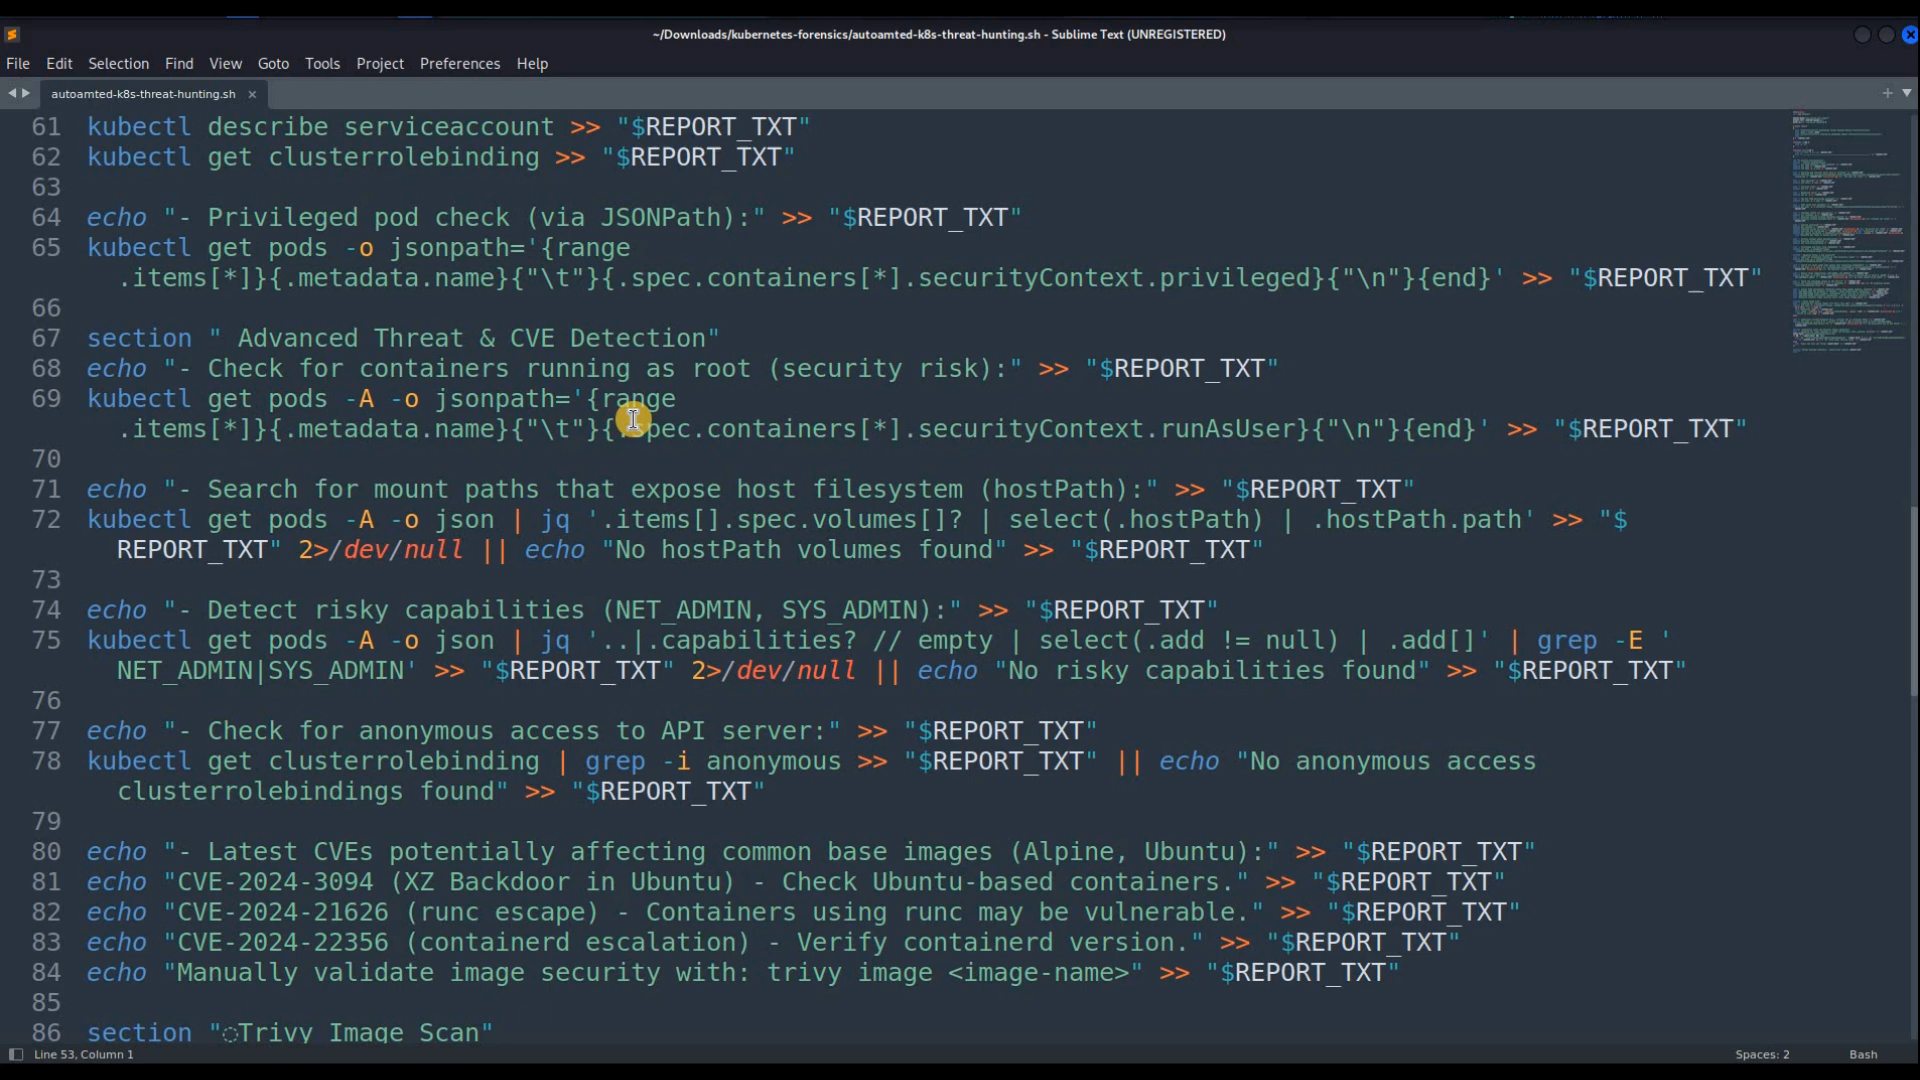 ~/Downloads/kubernetes-forensics/autoamted-k8s-threat-hunting.sh - Sublime Text (UNREGISTERED)
File Edit Selection Find View Goto Tools Project Preferences Help
autoamted-k8s-threat-hunting.sh
61 kubectl describe serviceaccount >> "$REPORT_TXT"
62 kubectl get clusterrolebinding >> "$REPORT_TXT"
63
64 echo "- Privileged pod check (via JSONPath):" >> "$REPORT_TXT"
65 kubectl get pods -o jsonpath='{range
.items[*]}{.metadata.name}{"\t"}{.spec.containers[*].securityContext.privileged}{"\n"}{end}' >> "$REPORT_TXT"
66
67 section " Advanced Threat & CVE Detection"
68 echo "- Check for containers running as root (security risk):" >> "$REPORT_TXT"
69 kubectl get pods -A -o jsonpath='{range
.items[*]}{.metadata.name}{"\t"}{.spec.containers[*].securityContext.runAsUser}{"\n"}{end}' >> "$REPORT_TXT"
70
71 echo "- Search for mount paths that expose host filesystem (hostPath):" >> "$REPORT_TXT"
72 kubectl get pods -A -o json | jq '.items[].spec.volumes[]? | select(.hostPath) | .hostPath.path' >> "$
REPORT_TXT" 2>/dev/null || echo "No hostPath volumes found" >> "$REPORT_TXT"
73
74 echo "- Detect risky capabilities (NET_ADMIN, SYS_ADMIN):" >> "$REPORT_TXT"
75 kubectl get pods -A -o json | jq '..|.capabilities? // empty | select(.add != null) | .add[]' | grep -E '
NET_ADMIN|SYS_ADMIN' >> "$REPORT_TXT" 2>/dev/null || echo "No risky capabilities found" >> "$REPORT_TXT"
76
77 echo "- Check for anonymous access to API server:" >> "$REPORT_TXT"
78 kubectl get clusterrolebinding | grep -i anonymous >> "$REPORT_TXT" || echo "No anonymous access
clusterrolebindings found" >> "$REPORT_TXT"
79
80 echo "- Latest CVEs potentially affecting common base images (Alpine, Ubuntu):" >> "$REPORT_TXT"
81 echo "CVE-2024-3094 (XZ Backdoor in Ubuntu) - Check Ubuntu-based containers." >> "$REPORT_TXT"
82 echo "CVE-2024-21626 (runc escape) - Containers using runc may be vulnerable." >> "$REPORT_TXT"
83 echo "CVE-2024-22356 (containerd escalation) - Verify containerd version." >> "$REPORT_TXT"
84 echo "Manually validate image security with: trivy image <image-name>" >> "$REPORT_TXT"
85
86 section "Trivy Image Scan"
Line 53, Column 1
Spaces: 2
Bash